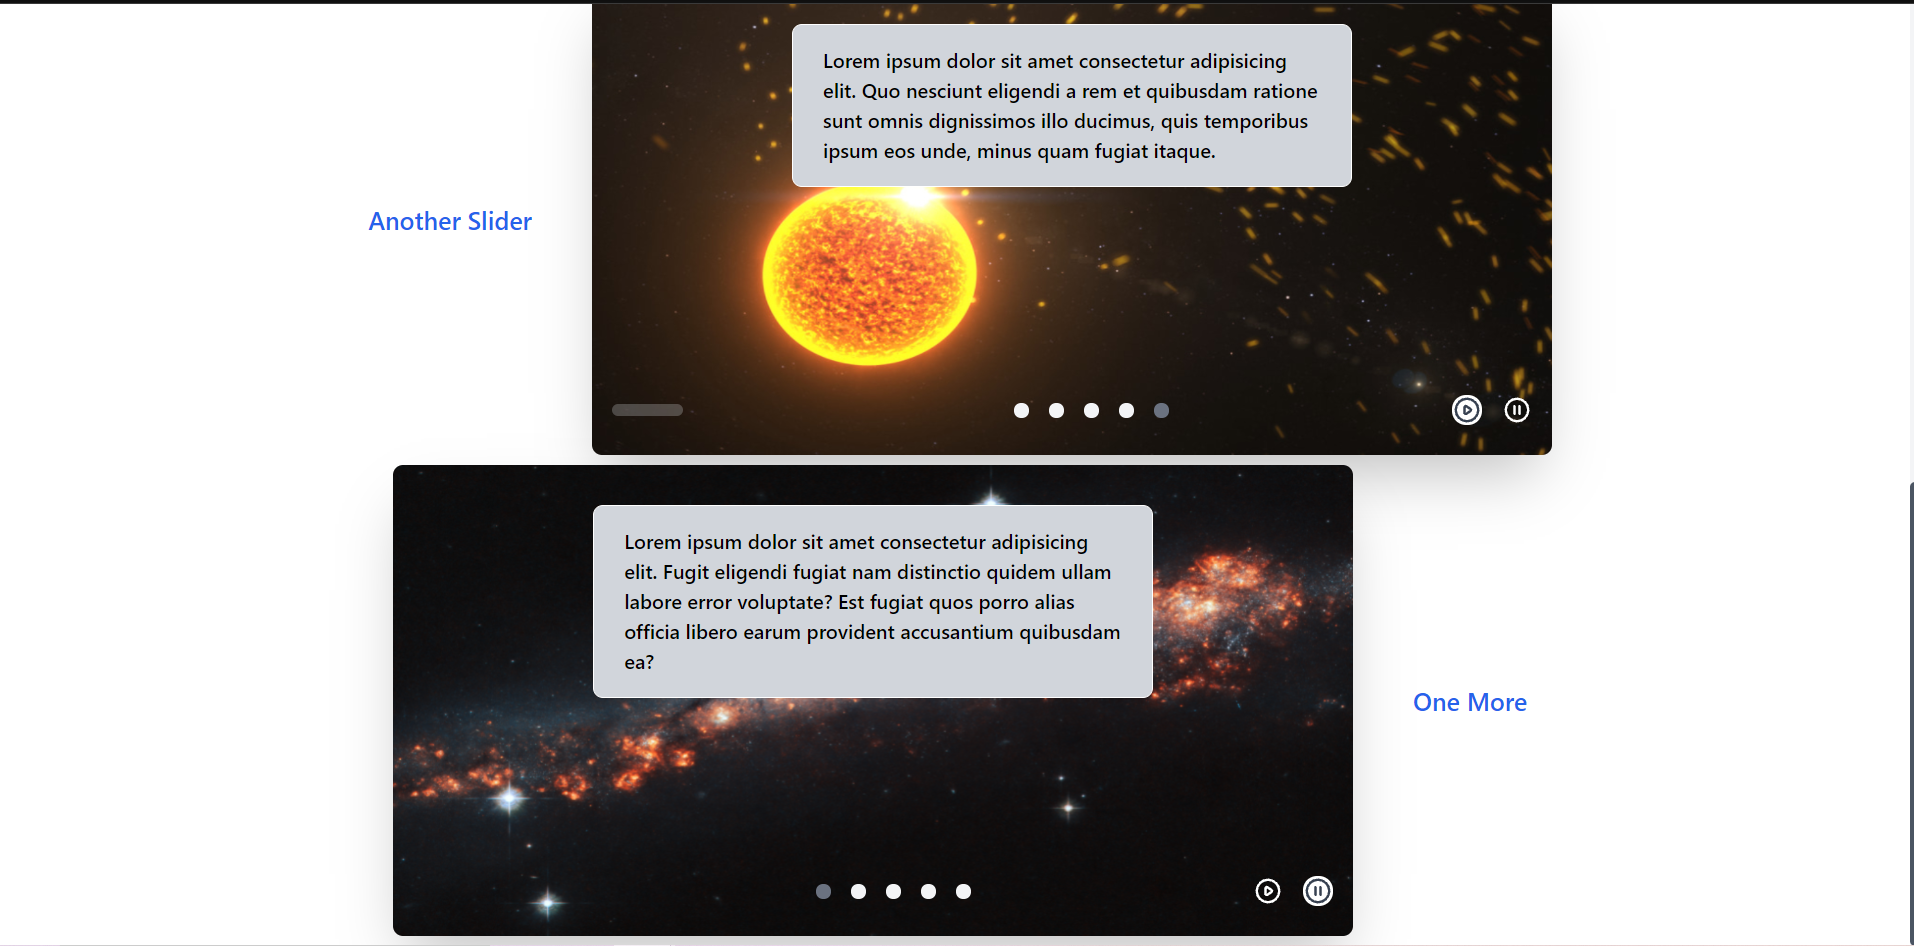 Lorem ipsum dolor sit amet consectetur adipisicing
elit. Quo nesciunt eligendi a rem et quibusdam ratione
sunt omnis dignissimos illo ducimus, quis temporibus
ipsum eos unde, minus quam fugiat itaque.
Another Slider
Lorem ipsum dolor sit amet consectetur adipisicing
elit. Fugit eligendi fugiat nam distinctio quidem ullam
labore error voluptate? Est fugiat quos porro alias
officia libero earum provident accusantium quibusdam
ea?
One More